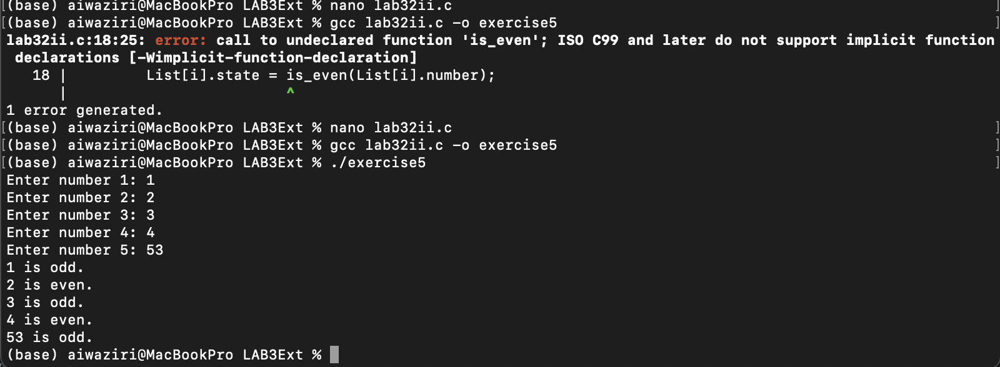 [(base) aiwaziri@MacBookPro LAB3Ext % nano lab32ii.c ]
[(base) aiwaziri@MacBookPro LAB3Ext % gcc lab32ii.c -o exercise5 ]
lab32ii.c:18:25: error: call to undeclared function 'is_even'; ISO C99 and later do not support implicit function
declarations [-Wimplicit-function-declaration]
18 | List[i].state = is_even(List[i].number);
| ^
1 error generated.
[(base) aiwaziri@MacBookPro LAB3Ext % nano lab32ii.c ]
[(base) aiwaziri@MacBookPro LAB3Ext % gcc lab32ii.c -o exercise5 ]
[(base) aiwaziri@MacBookPro LAB3Ext % ./exercise5 ]
Enter number 1: 1
Enter number 2: 2
Enter number 3: 3
Enter number 4: 4
Enter number 5: 53
1 is odd.
2 is even.
3 is odd.
4 is even.
53 is odd.
(base) aiwaziri@MacBookPro LAB3Ext %